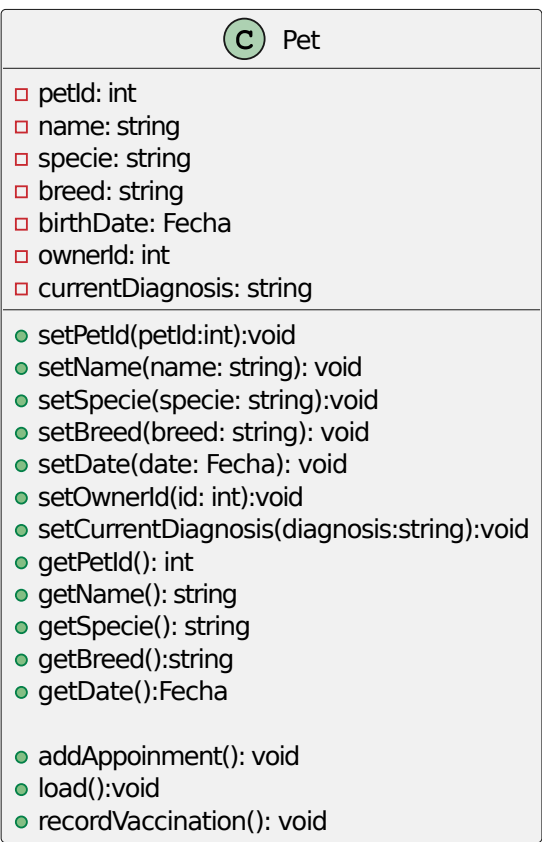 C Pet
petId: int
name: string
specie: string
breed: string
birthDate: Fecha
ownerId: int
currentDiagnosis: string
setPetId(petId:int):void
setName(name: string): void
setSpecie(specie: string):void
setBreed(breed: string): void
setDate(date: Fecha): void
setOwnerId(id: int):void
setCurrentDiagnosis(diagnosis:string):void
getPetId(): int
getName(): string
getSpecie(): string
getBreed():string
getDate():Fecha
addAppoinment(): void
load():void
recordVaccination(): void